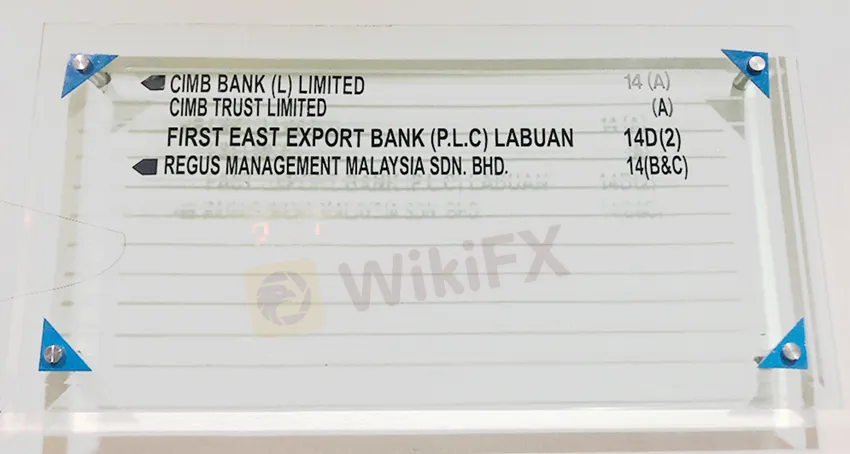 CIMB BANK (L) LIMITED 14 (A)
CIMB TRUST LIMITED (A)
FIRST EAST EXPORT BANK (P.L.C) LABUAN 14D(2)
REGUS MANAGEMENT MALAYSIA SDN. BHD. 14(B&C)
WikiFX